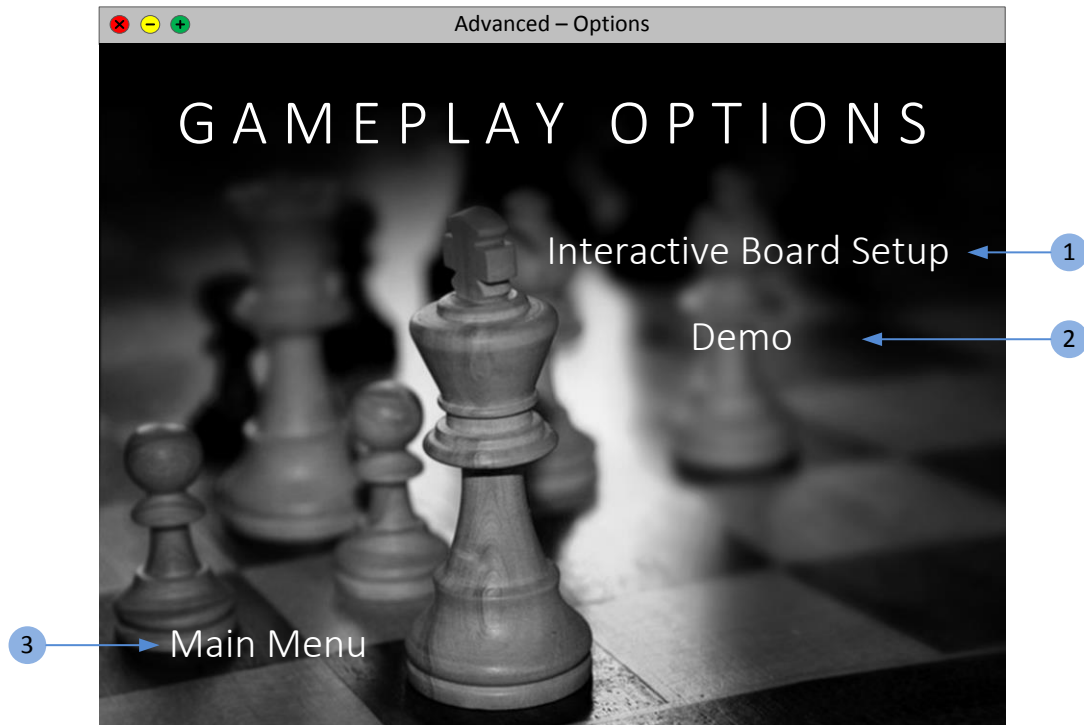 Advanced – Options
GAMEPLAY OPTIONS
Interactive Board Setup
1
Demo
2
3
Main Menu